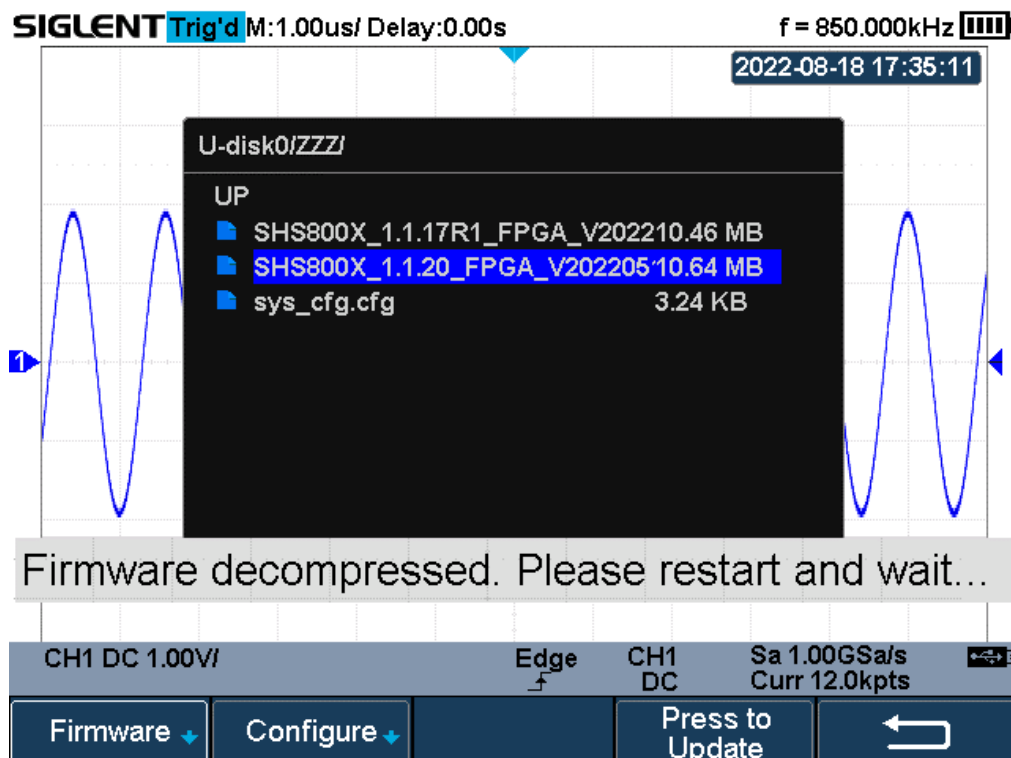 SIGLENT Trig'd M:1.00us/ Delay:0.00s f = 850.000kHz
2022-08-18 17:35:11
U-disk0/ZZZ/
UP
SHS800X_1.1.17R1_FPGA_V202210.46 MB
SHS800X_1.1.20_FPGA_V202205 10.64 MB
sys_cfg.cfg 3.24 KB
1
Firmware decompressed. Please restart and wait...
CH1 DC 1.00V/ Edge CH1 Sa 1.00GSa/s
DC Curr 12.0kpts
Firmware Configure Press to
Update